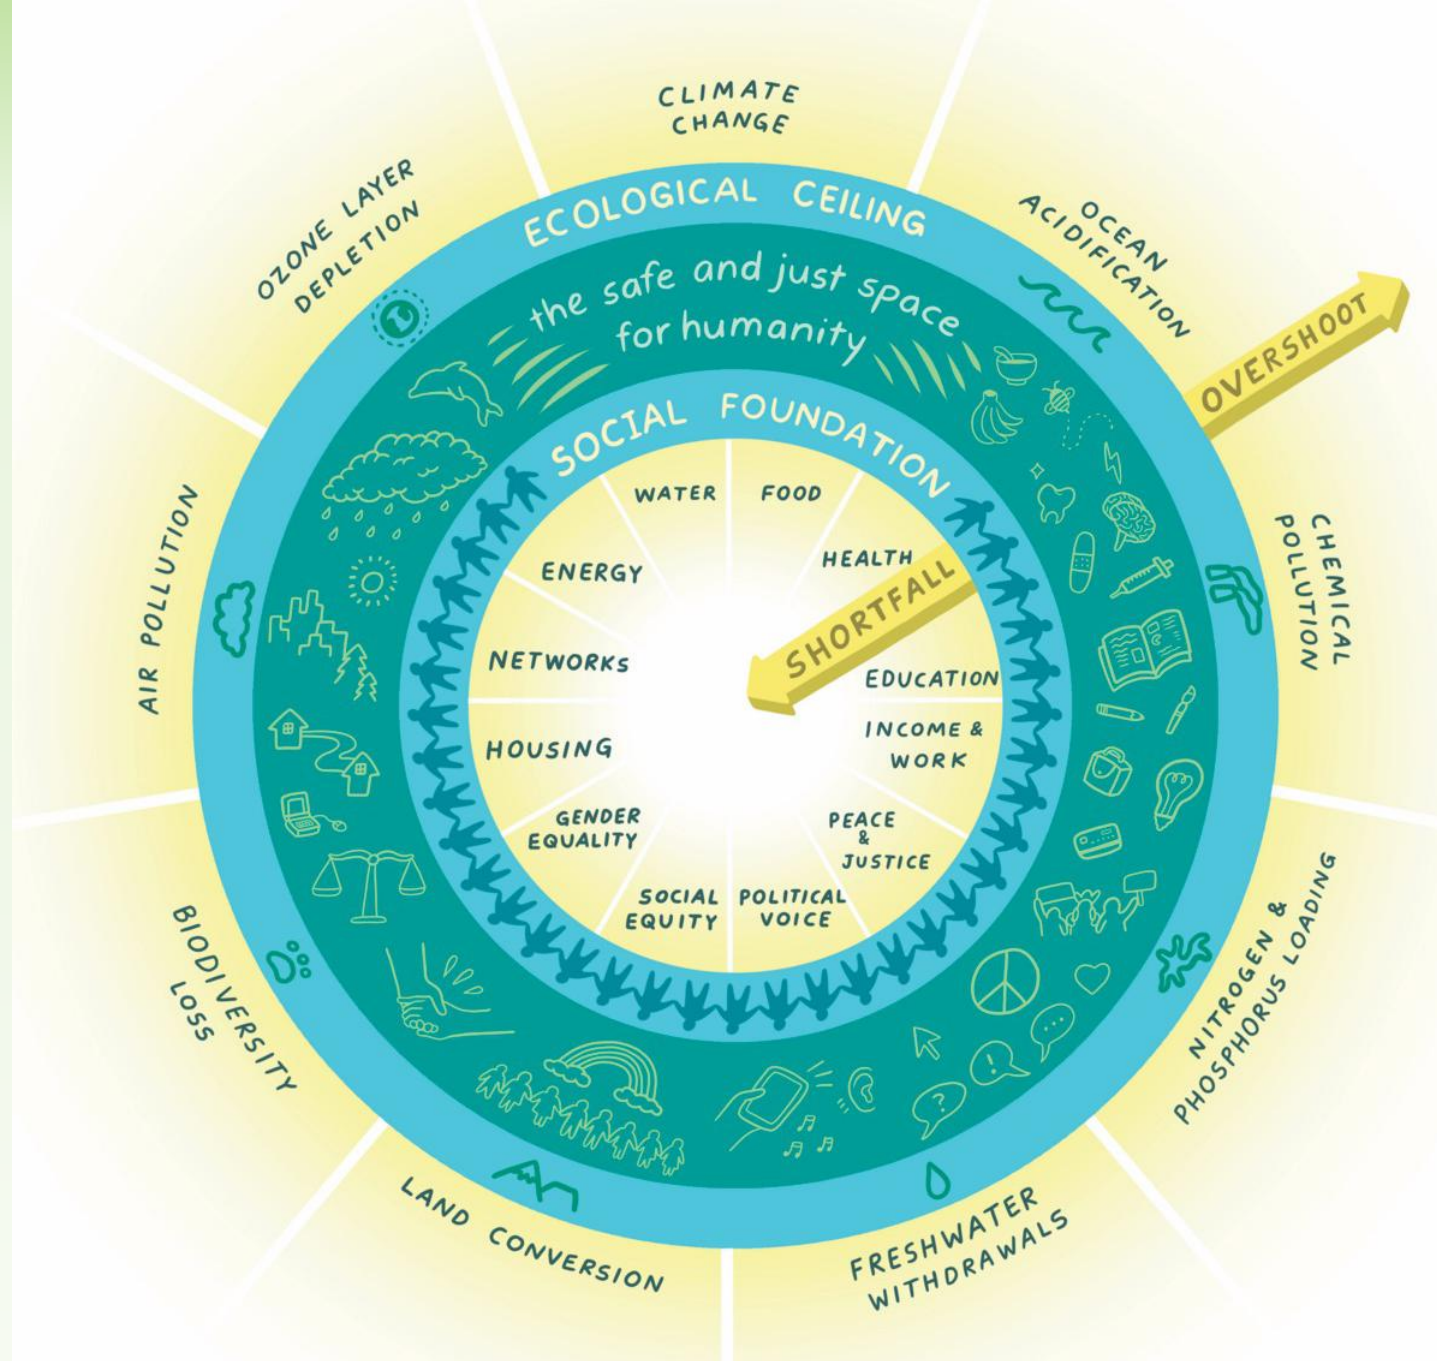 CLIMATE
CHANGE
OCEAN
ACIDIFICATION
OVERSHOOT
CHEMICAL
POLLUTION
NITROGEN &
PHOSPHORUS LOADING
FRESHWATER
WITHDRAWALS
LAND CONVERSION
BIODIVERSITY
LOSS
AIR POLLUTION
OZONE LAYER
DEPLETION
ECOLOGICAL CEILING
the safe and just space
for humanity
SOCIAL FOUNDATION
WATER
FOOD
HEALTH
SHORTFALL
EDUCATION
INCOME &
WORK
PEACE
&
JUSTICE
POLITICAL
VOICE
SOCIAL
EQUITY
GENDER
EQUALITY
HOUSING
NETWORKS
ENERGY
?
!
...